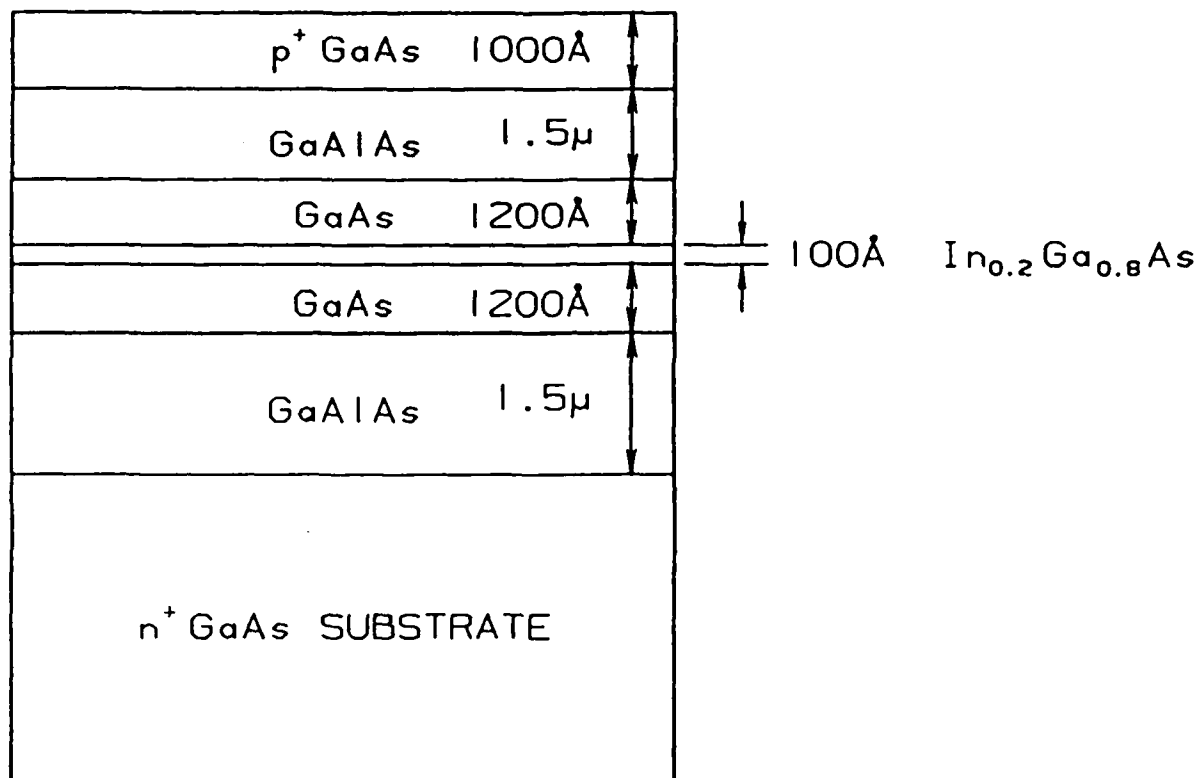 p⁺ GaAs 1000Å
GaAlAs 1.5μ
GaAs 1200Å
100Å In₀.₂Ga₀.₈As
GaAs 1200Å
GaAlAs 1.5μ
n⁺ GaAs SUBSTRATE